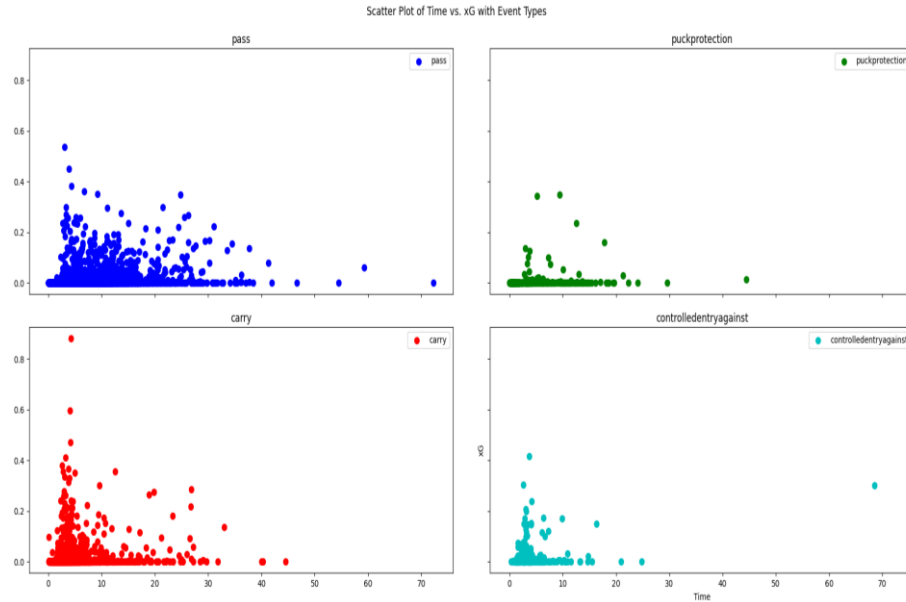 Scatter Plot of Time vs. xG with Event Types
pass
puckprotection
pass
puckprotection
0.8
0.6
0.4
0.2
0.0
carry
controlledentryagainst
carry
controlledentryagainst
0.8
0.6
0.4
0.2
0.0
xG
0 10 20 30 40 50 60 70
0 10 20 30 40 50 60 70
Time